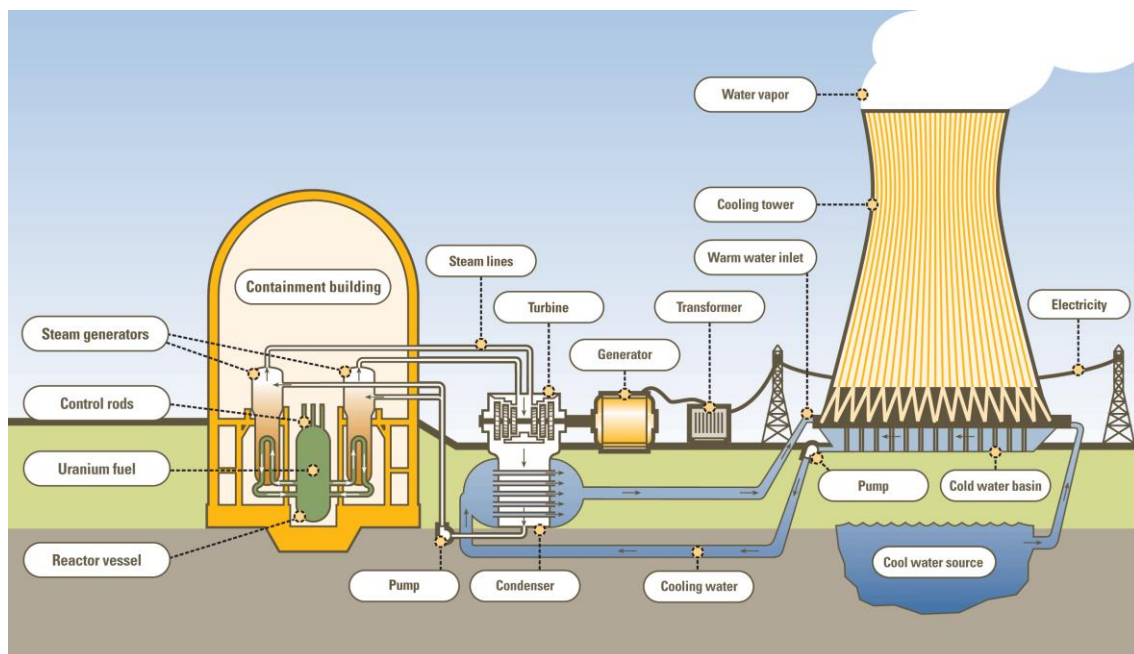 Water vapor
Cooling tower
Steam lines
Warm water inlet
Containment building
Turbine
Transformer
Electricity
Steam generators
Generator
Control rods
Uranium fuel
Pump
Cold water basin
Reactor vessel
Pump
Condenser
Cooling water
Cool water source